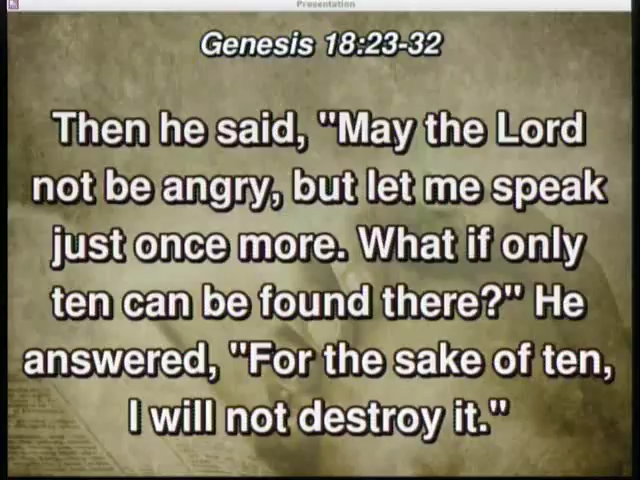 Presentation
Genesis 18:23-32
Then he said, "May the Lord
not be angry, but let me speak
just once more. What if only
ten can be found there?" He
answered, "For the sake of ten,
I will not destroy it."